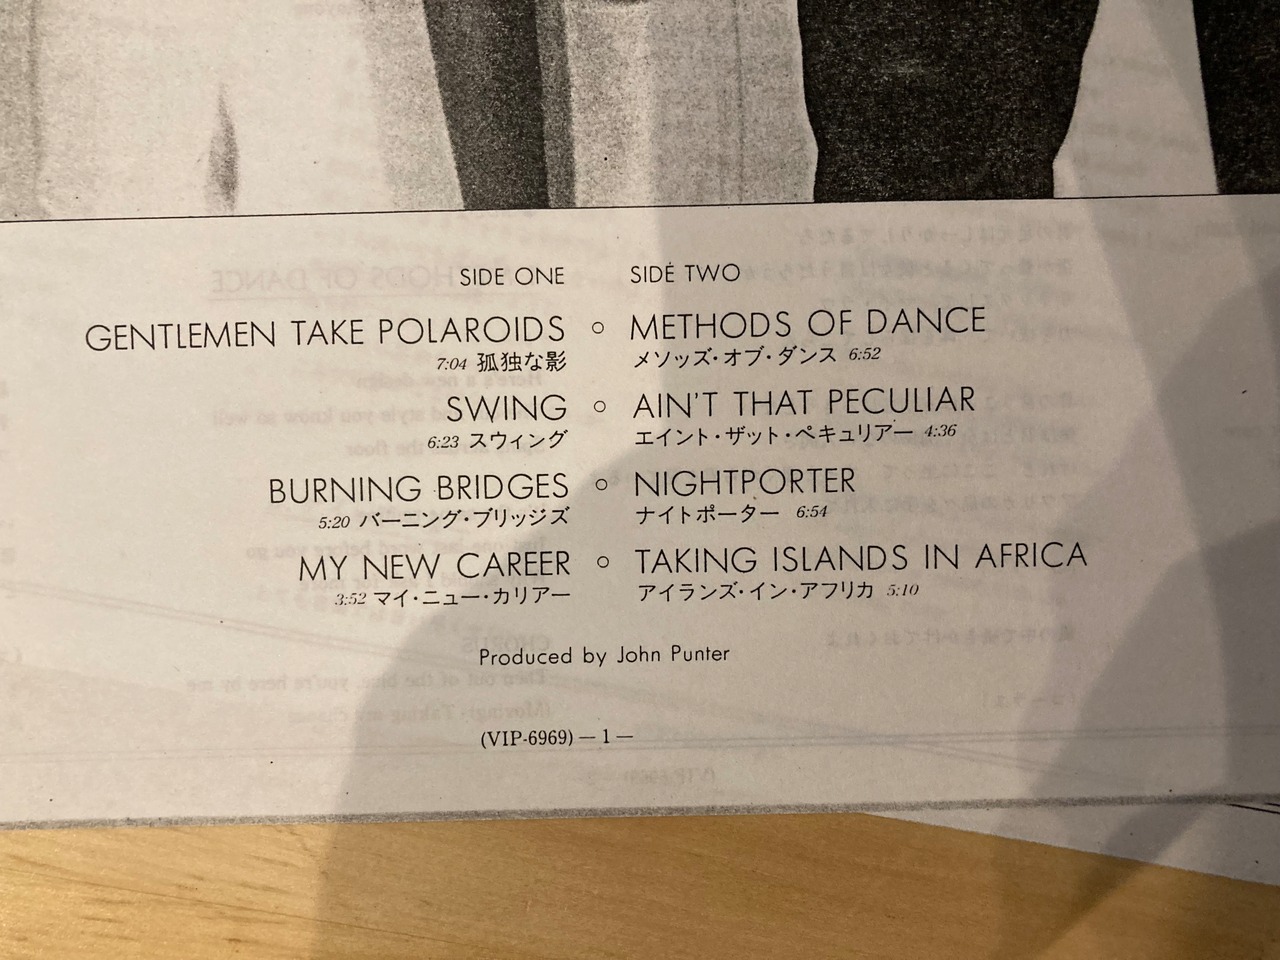 SIDE ONE
GENTLEMEN TAKE POLAROIDS
7:04 孤独な影
SWING
6:23 スウィング
BURNING BRIDGES
5:20 バーニング・ブリッジズ
MY NEW CAREER
3:52 マイ・ニュー・カリアー
SIDE TWO
METHODS OF DANCE
メソッズ・オブ・ダンス 6:52
AIN'T THAT PECULIAR
エイント・ザット・ペキュリアー 4:36
NIGHTPORTER
ナイトポーター 6:54
TAKING ISLANDS IN AFRICA
アイランズ・イン・アフリカ 5:10
Produced by John Punter
(VIP-6969) — 1 —